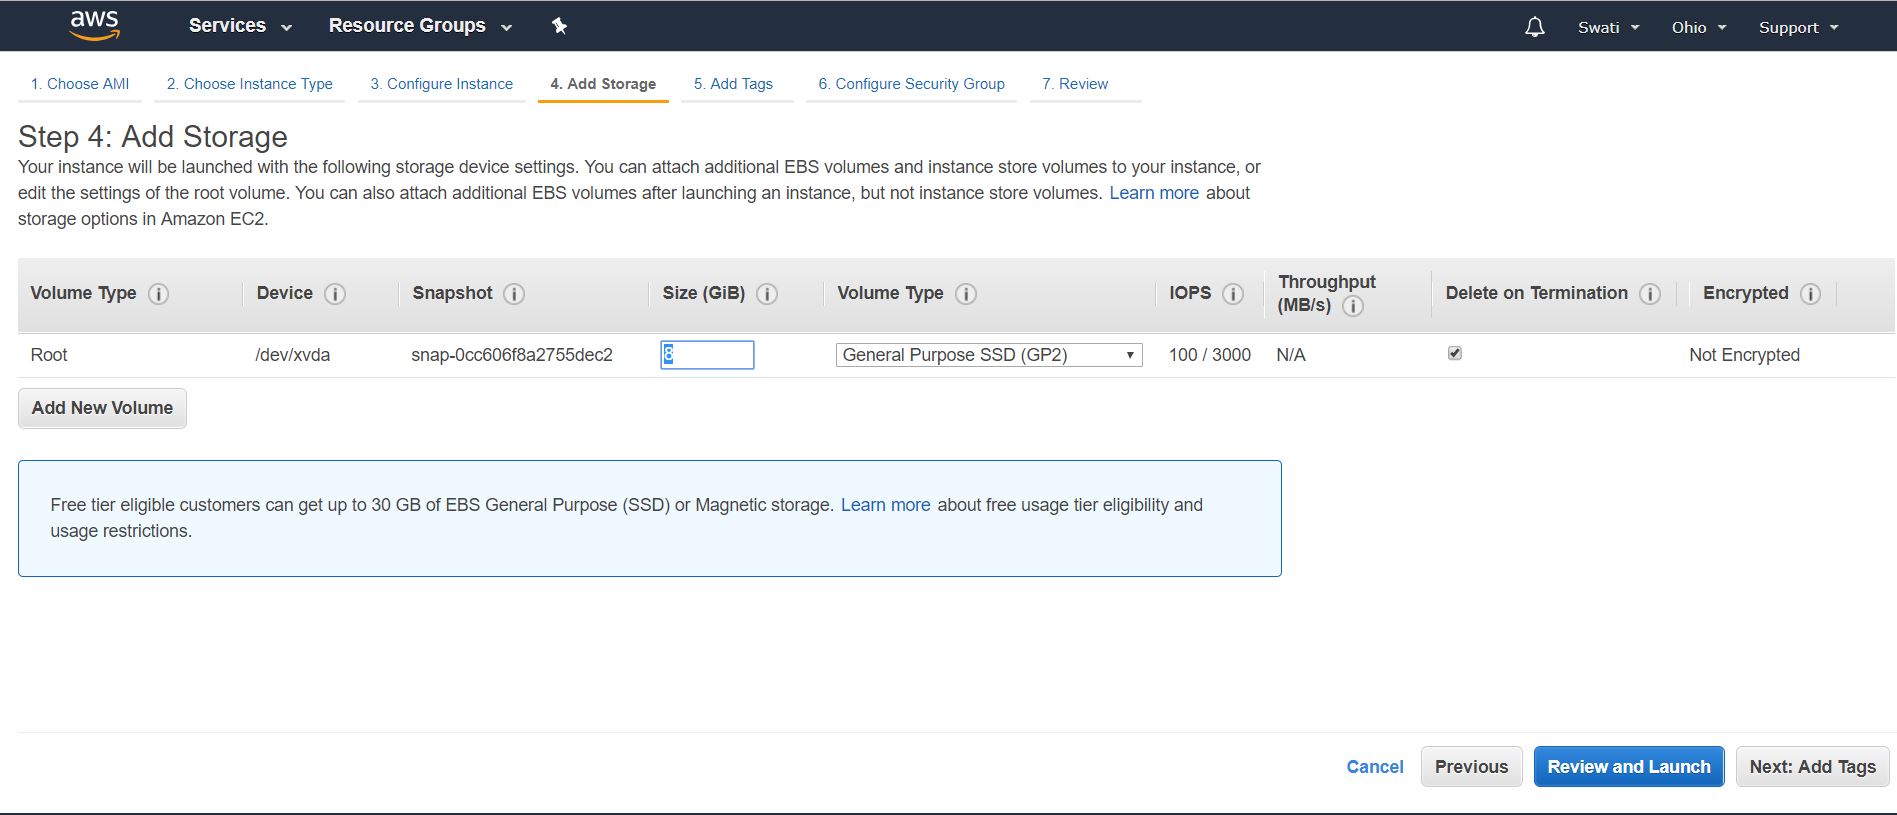 aws Services Resource Groups Swati Ohio Support
1. Choose AMI 2. Choose Instance Type 3. Configure Instance 4. Add Storage 5. Add Tags 6. Configure Security Group 7. Review
Step 4: Add Storage
Your instance will be launched with the following storage device settings. You can attach additional EBS volumes and instance store volumes to your instance, or
edit the settings of the root volume. You can also attach additional EBS volumes after launching an instance, but not instance store volumes. Learn more about
storage options in Amazon EC2.
Volume Type i Device i Snapshot i Size (GiB) i Volume Type i IOPS i Throughput
(MB/s) i Delete on Termination i Encrypted i
Root /dev/xvda snap-0cc606f8a2755dec2 8 General Purpose SSD (GP2) 100 / 3000 N/A Not Encrypted
Add New Volume
Free tier eligible customers can get up to 30 GB of EBS General Purpose (SSD) or Magnetic storage. Learn more about free usage tier eligibility and
usage restrictions.
Cancel Previous Review and Launch Next: Add Tags